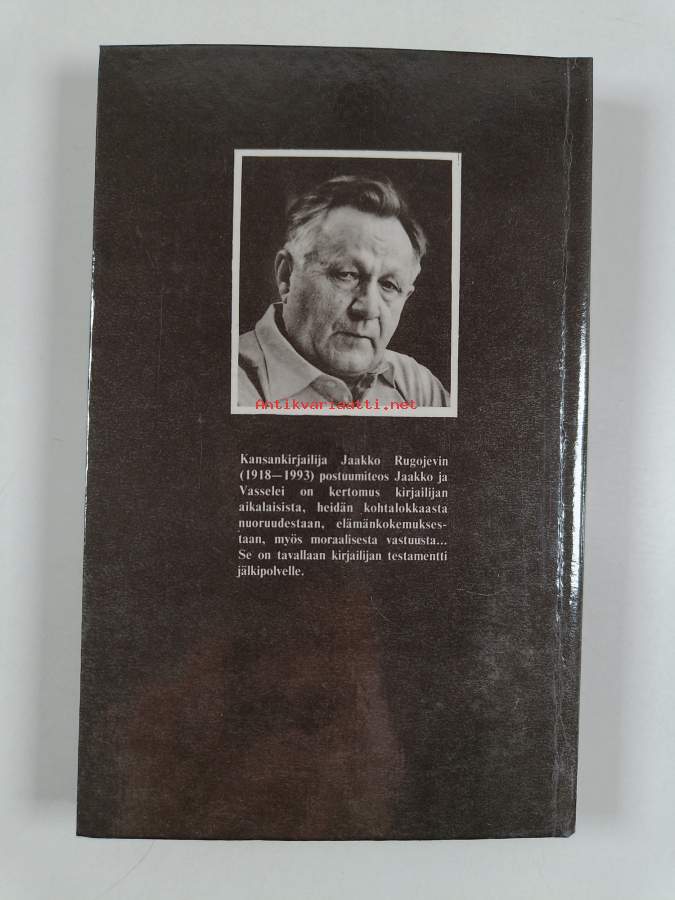 Antikvariaatti.net
Kansankirjailija Jaakko Rugojevin
(1918—1993) postuumiteos Jaakko ja
Vasselei on kertomus kirjailijan
aikalaisista, heidän kohtalokkaasta
nuoruudestaan, elämänkokemukses-
taan, myös moraalisesta vastuusta...
Se on tavallaan kirjailijan testamentti
jälkipolvelle.